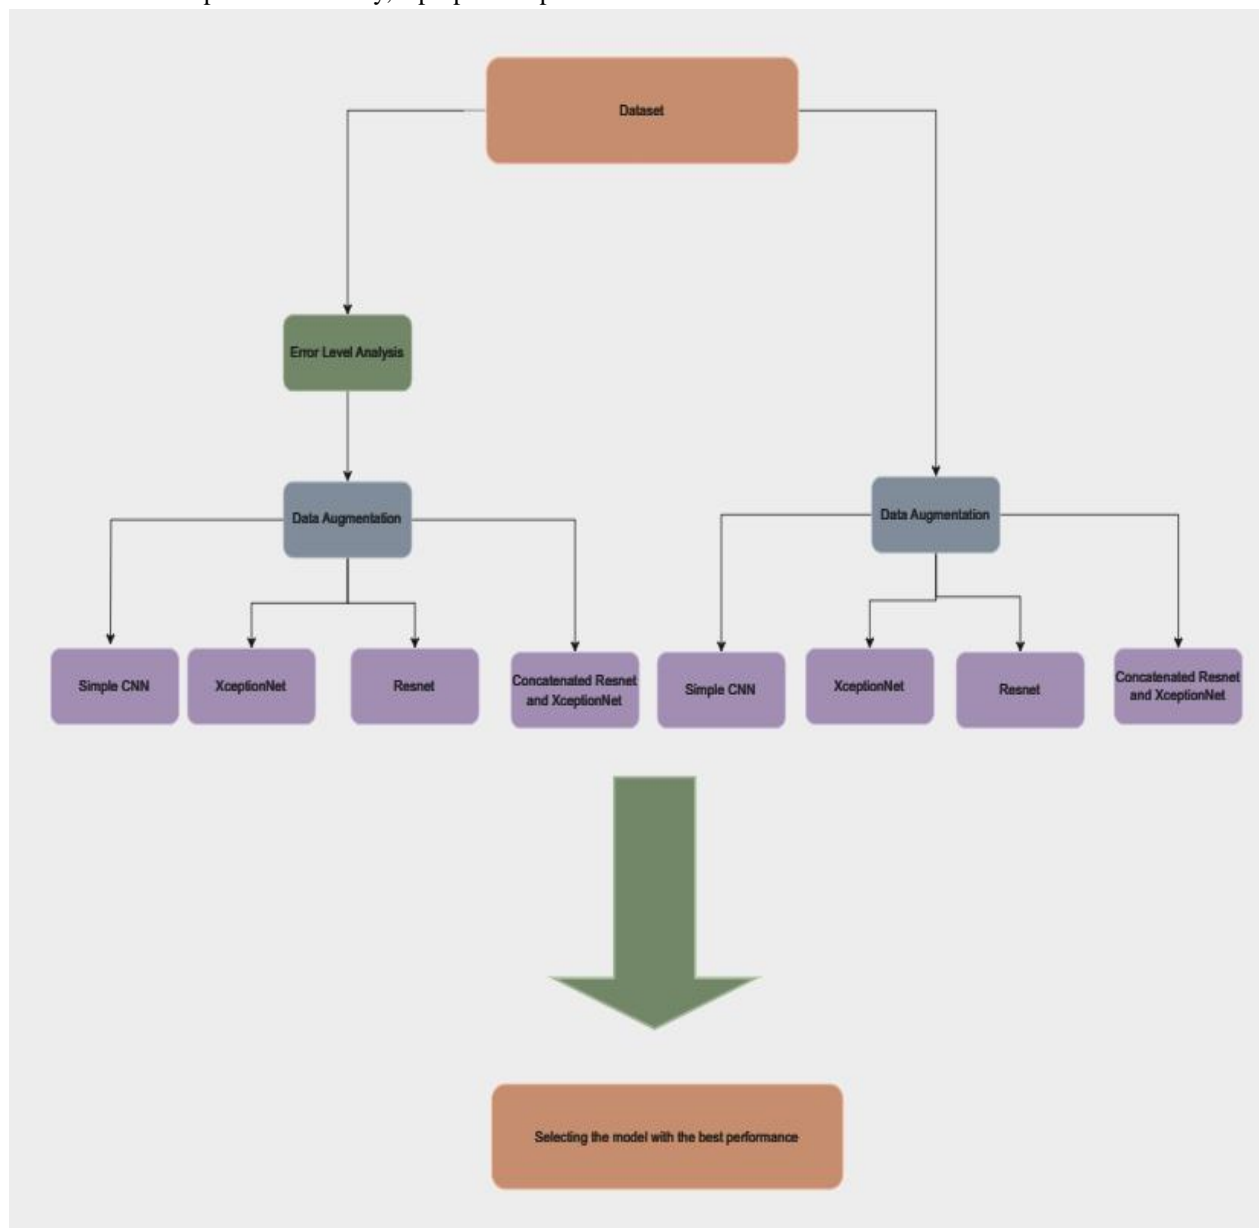 Dataset
Error Level Analysis
Data Augmentation
Data Augmentation
Simple CNN
XceptionNet
Resnet
Concatenated Resnet
and XceptionNet
Simple CNN
XceptionNet
Resnet
Concatenated Resnet
and XceptionNet
Selecting the model with the best performance